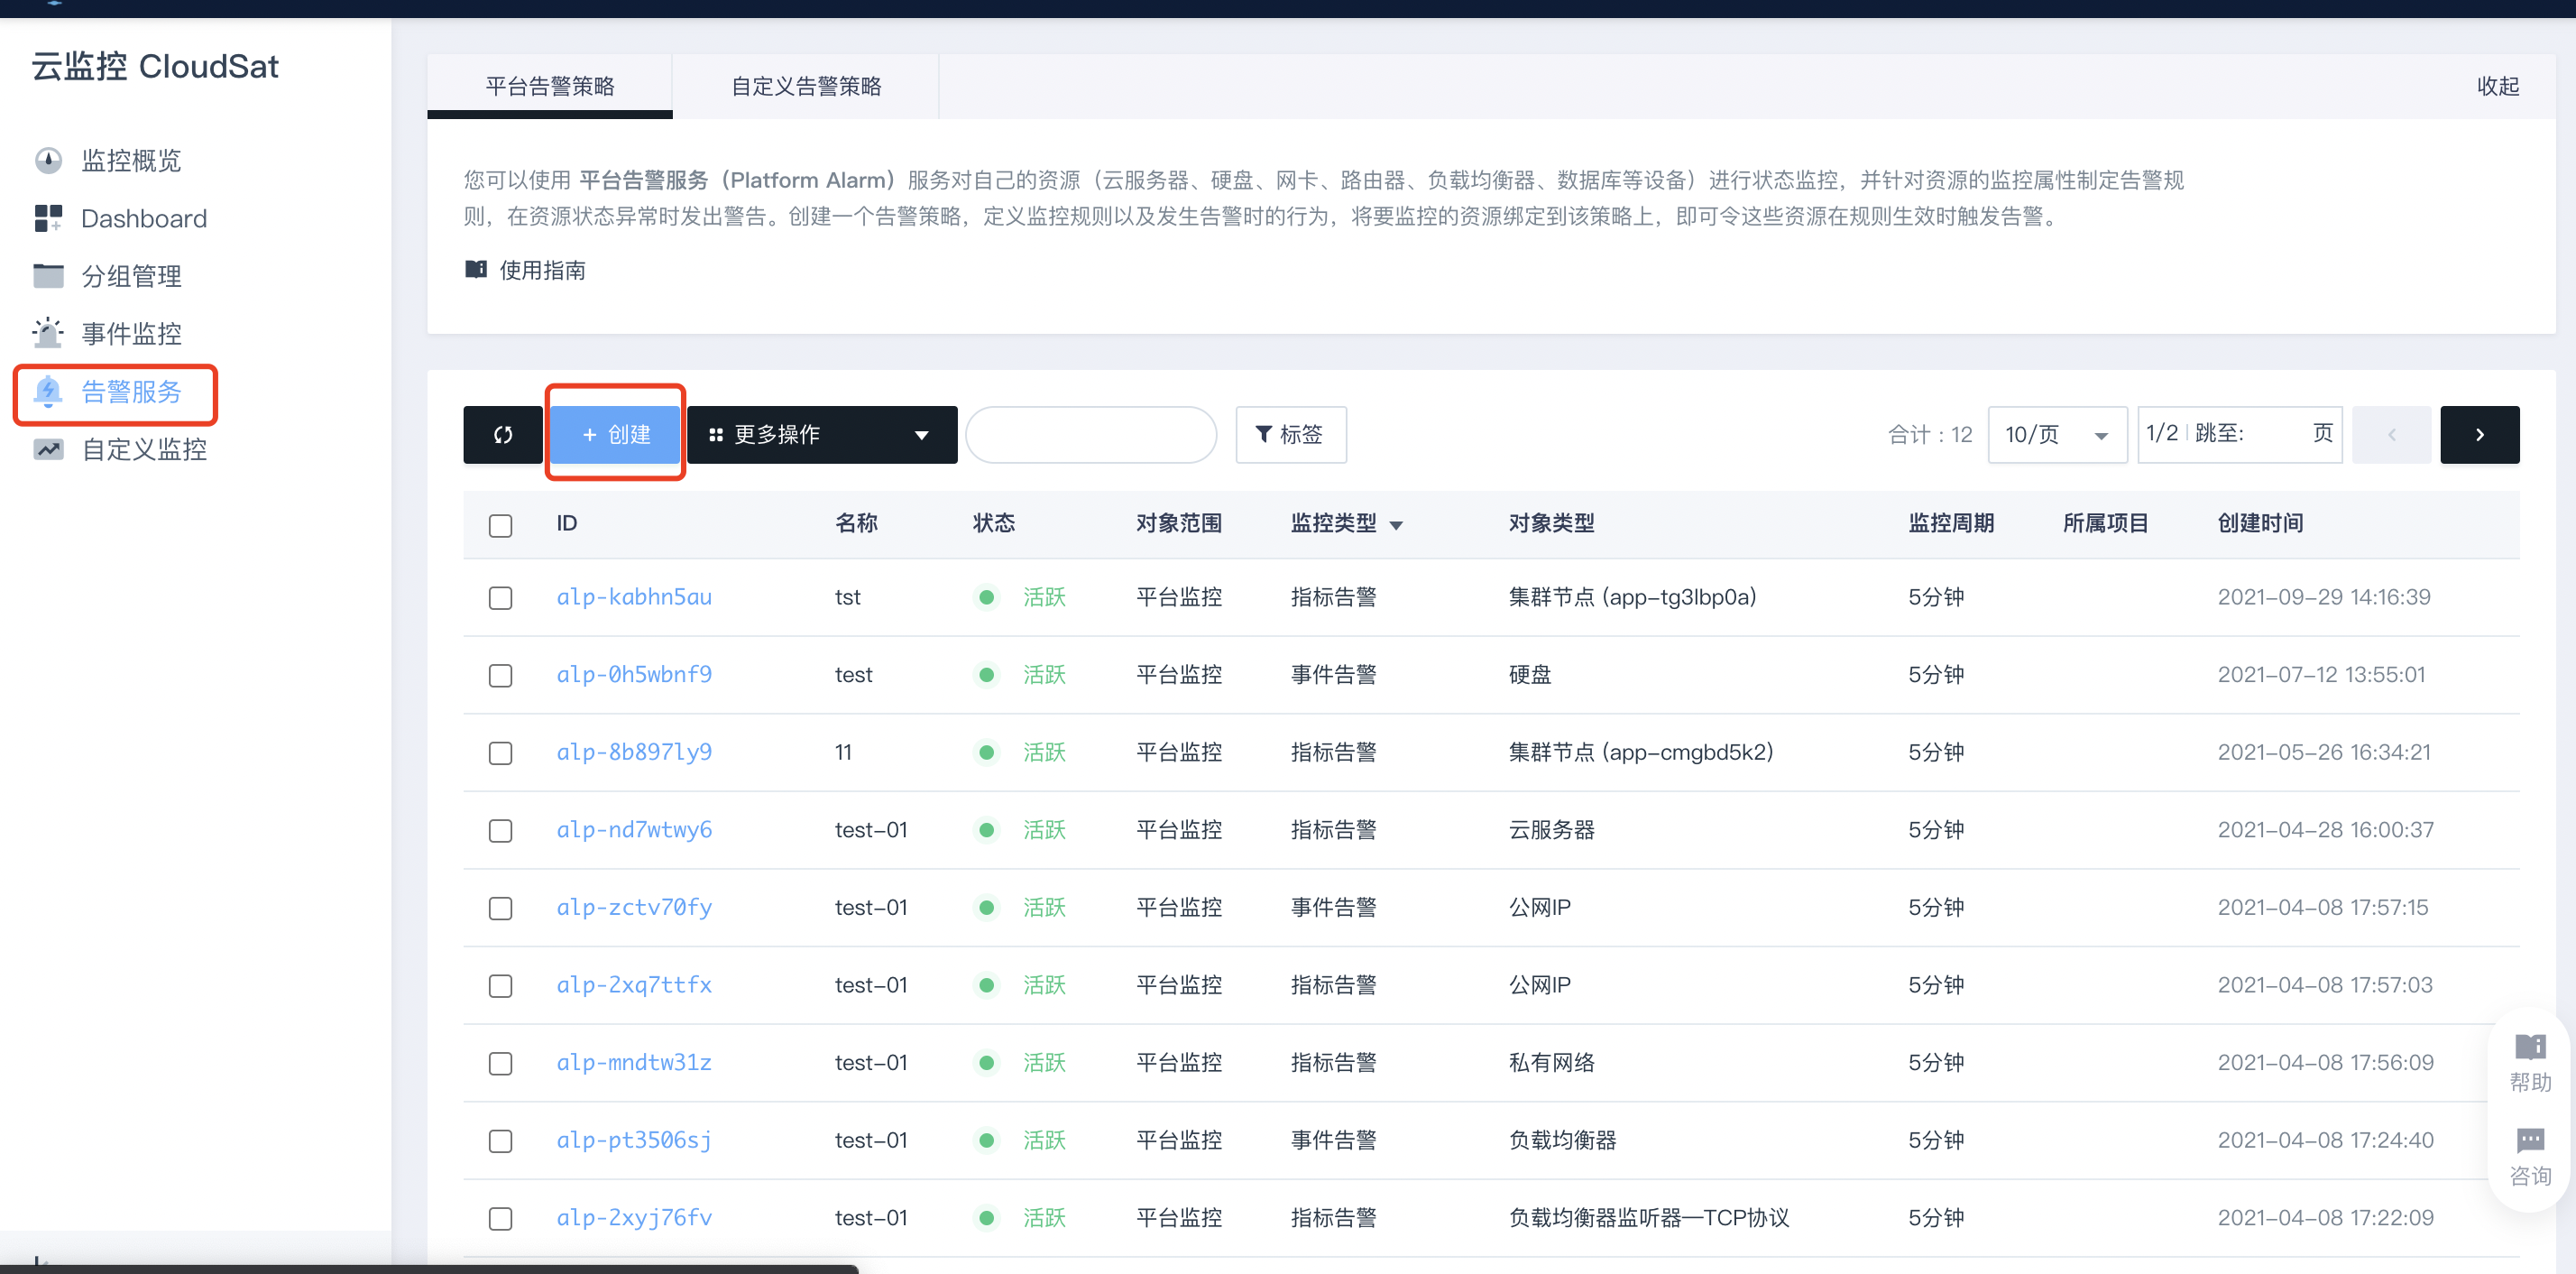 云监控 CloudSat
监控概览
Dashboard
分组管理
事件监控
告警服务
自定义监控
平台告警策略 自定义告警策略 收起
您可以使用 平台告警服务（Platform Alarm）服务对自己的资源（云服务器、硬盘、网卡、路由器、负载均衡器、数据库等设备）进行状态监控，并针对资源的监控属性制定告警规
则，在资源状态异常时发出警告。创建一个告警策略，定义监控规则以及发生告警时的行为，将要监控的资源绑定到该策略上，即可令这些资源在规则生效时触发告警。
使用指南
+ 创建 更多操作 标签 合计：12 10/页 1/2 跳至: 页
ID 名称 状态 对象范围 监控类型 对象类型 监控周期 所属项目 创建时间
alp-kabhn5au tst 活跃 平台监控 指标告警 集群节点 (app-tg3lbp0a) 5分钟 2021-09-29 14:16:39
alp-0h5wbnf9 test 活跃 平台监控 事件告警 硬盘 5分钟 2021-07-12 13:55:01
alp-8b897ly9 11 活跃 平台监控 指标告警 集群节点 (app-cmgbd5k2) 5分钟 2021-05-26 16:34:21
alp-nd7wtwy6 test-01 活跃 平台监控 指标告警 云服务器 5分钟 2021-04-28 16:00:37
alp-zctv70fy test-01 活跃 平台监控 事件告警 公网IP 5分钟 2021-04-08 17:57:15
alp-2xq7ttfx test-01 活跃 平台监控 指标告警 公网IP 5分钟 2021-04-08 17:57:03
alp-mndtw31z test-01 活跃 平台监控 指标告警 私有网络 5分钟 2021-04-08 17:56:09
alp-pt3506sj test-01 活跃 平台监控 事件告警 负载均衡器 5分钟 2021-04-08 17:24:40
alp-2xyj76fv test-01 活跃 平台监控 指标告警 负载均衡器监听器—TCP协议 5分钟 2021-04-08 17:22:09
帮助
咨询